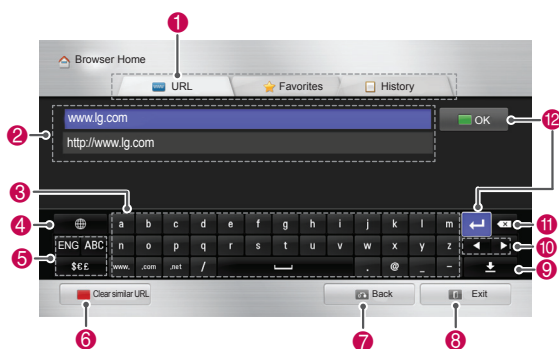 1
Browser Home
URL Favorites History
www.lg.com OK 12
2
http://www.lg.com
3
4 a b c d e f g h i j k l m 11
ENG ABC n o p q r s t u v w x y z 10
5
$€£ www. .com .net / . @ _ - 9
Clear similar URL Back Exit
6 7 8